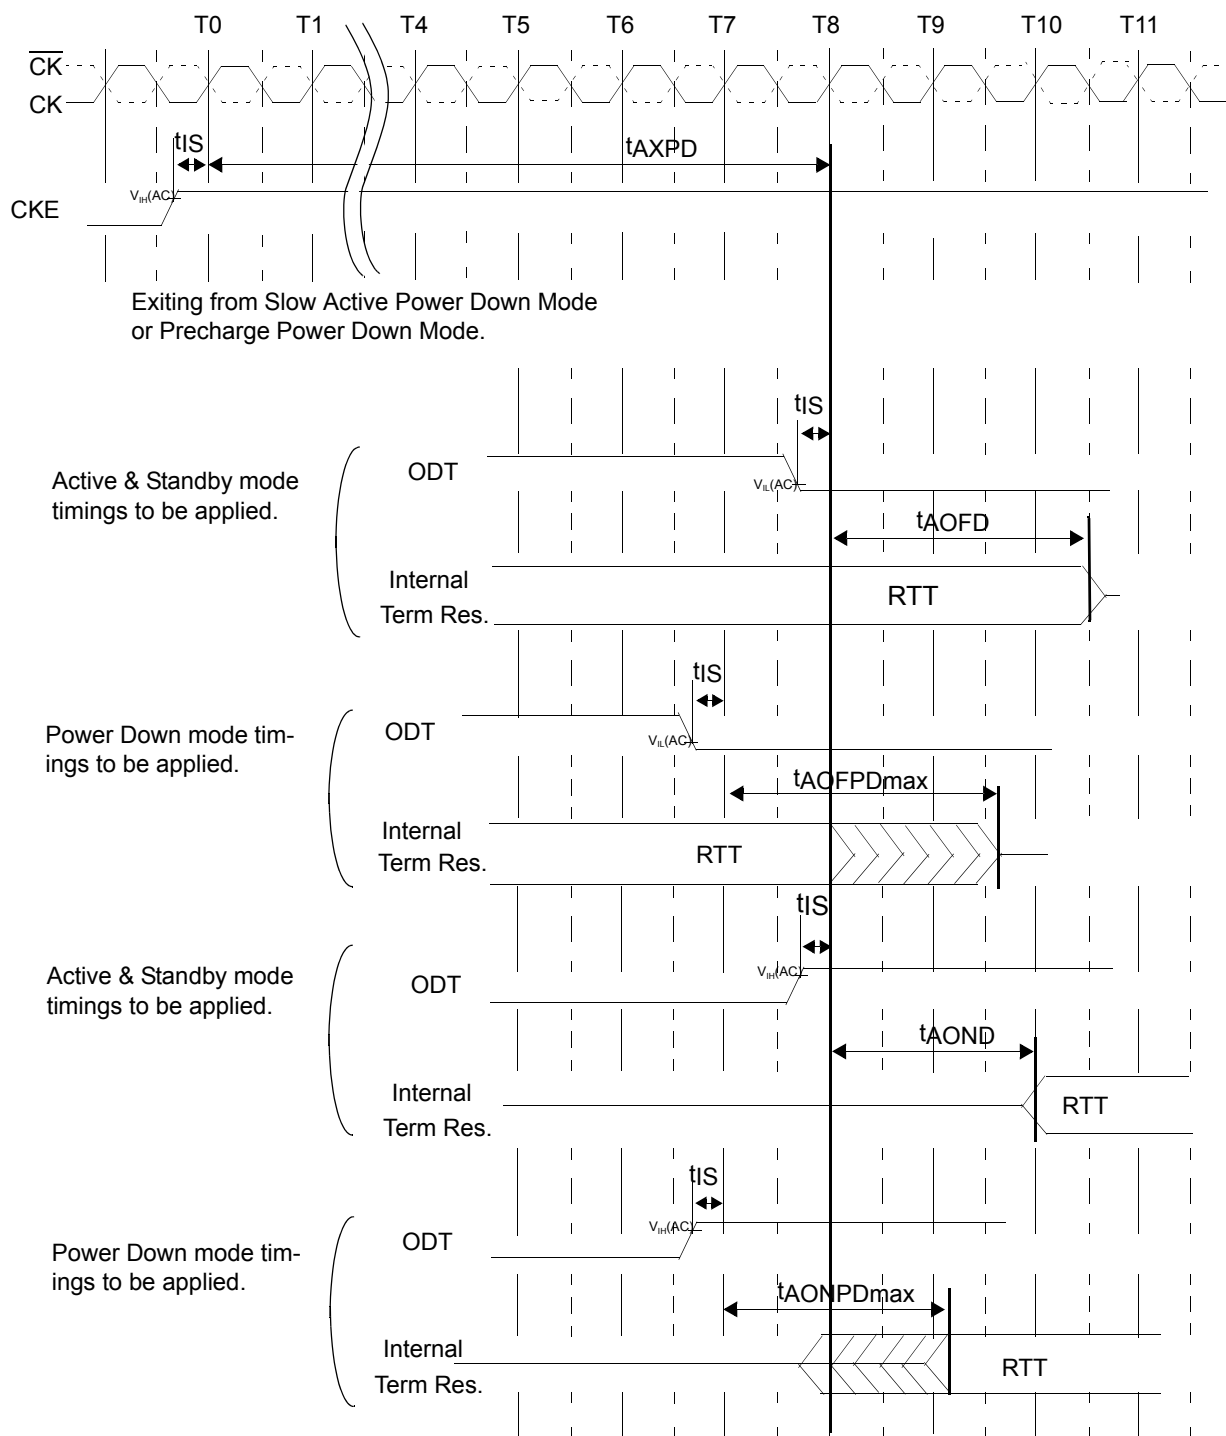 T0 T1 T4 T5 T6 T7 T8 T9 T10 T11
CK
CK
tIS
tAXPD
VIH(AC)
CKE
Exiting from Slow Active Power Down Mode
or Precharge Power Down Mode.
tIS
Active & Standby mode
timings to be applied.
ODT
VIL(AC)
tAOFD
Internal
Term Res.
RTT
tIS
Power Down mode tim-
ings to be applied.
ODT
VIL(AC)
tAOFPDmax
Internal
Term Res.
RTT
tIS
Active & Standby mode
timings to be applied.
ODT
VIH(AC)
tAOND
Internal
Term Res.
RTT
tIS
Power Down mode tim-
ings to be applied.
ODT
VIH(AC)
tAONPDmax
Internal
Term Res.
RTT